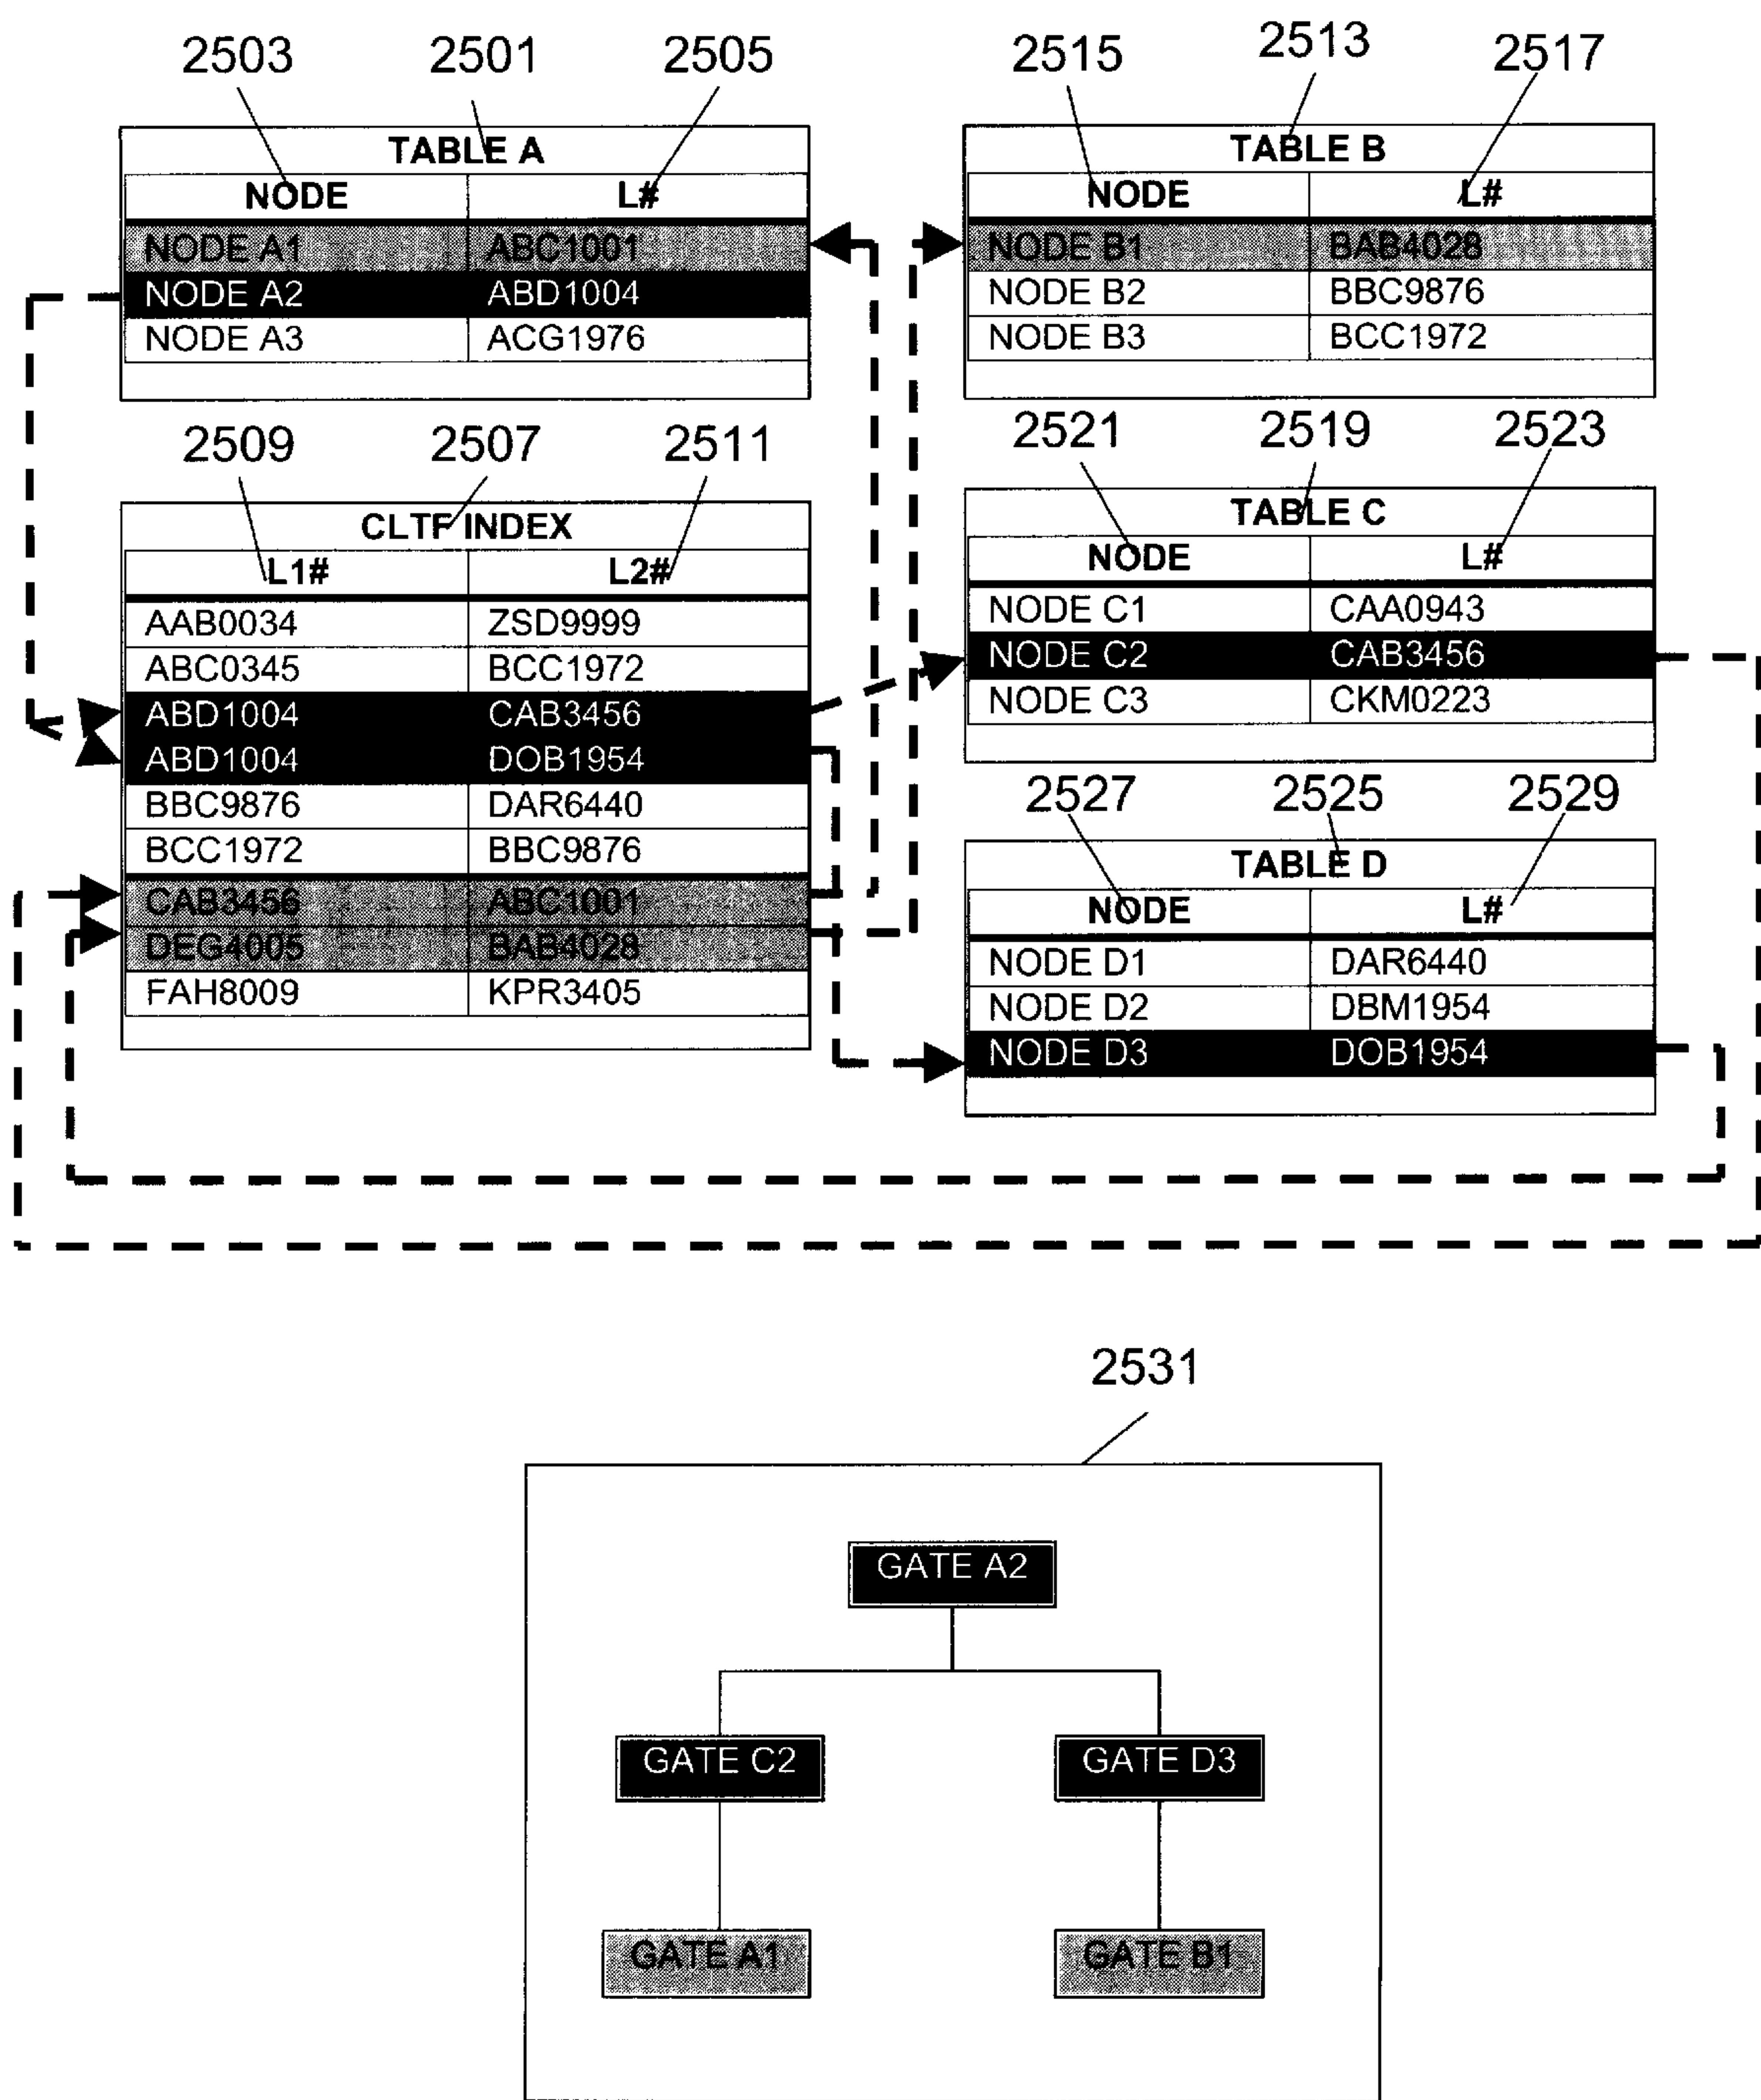 2503 2501 2505
TABLE A
NODE L#
NODE A1 ABC1001
NODE A2 ABD1004
NODE A3 ACG1976
2515 2513 2517
TABLE B
NODE L#
NODE B1 BAB4028
NODE B2 BBC9876
NODE B3 BCC1972
2509 2507 2511
CLTF INDEX
L1# L2#
AAB0034 ZSD9999
ABC0345 BCC1972
ABD1004 CAB3456
ABD1004 DOB1954
BBC9876 DAR6440
BCC1972 BBC9876
CAB3456 ABC1001
DEG4005 BAB4028
FAH8009 KPR3405
2521 2519 2523
TABLE C
NODE L#
NODE C1 CAA0943
NODE C2 CAB3456
NODE C3 CKM0223
2527 2525 2529
TABLE D
NODE L#
NODE D1 DAR6440
NODE D2 DBM1954
NODE D3 DOB1954
2531
GATE A2
GATE C2 GATE D3
GATE A1 GATE B1